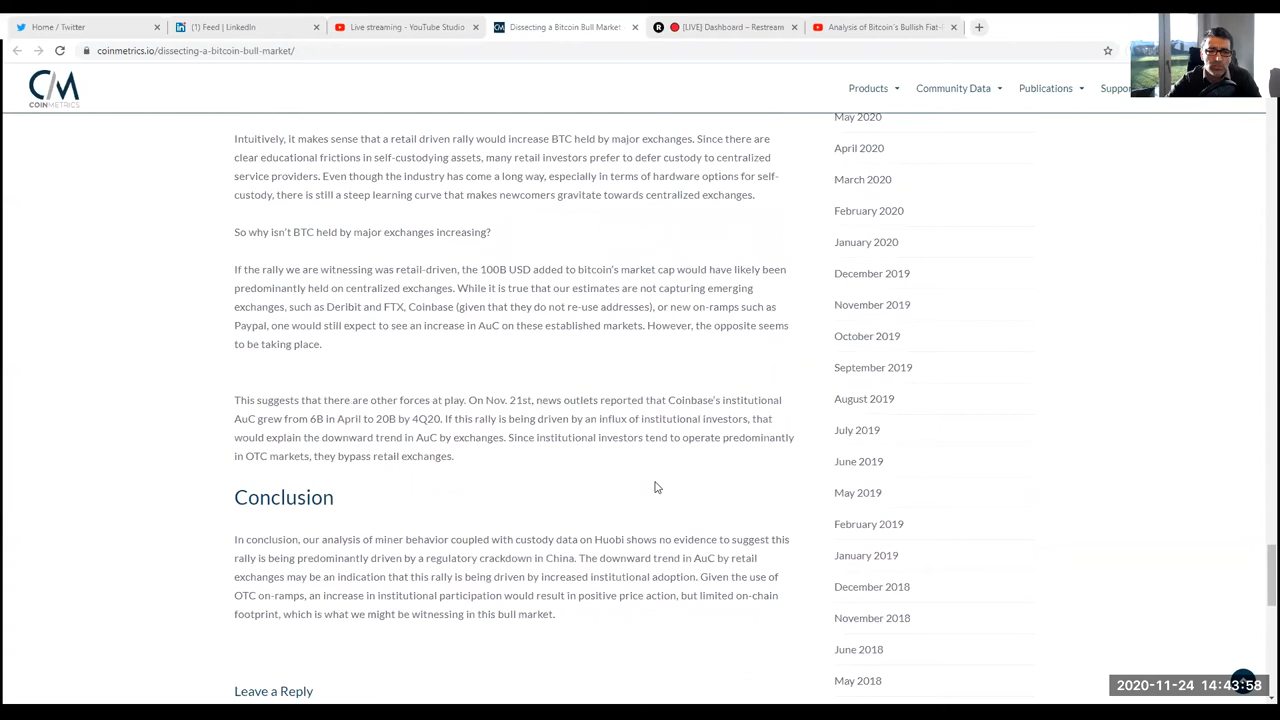 Home / Twitter
(1) Feed | LinkedIn
Live streaming - YouTube Studio
Dissecting a Bitcoin Bull Market
[LIVE] Dashboard – Restream
Analysis of Bitcoin's Bullish Fiat-
coinmetrics.io/dissecting-a-bitcoin-bull-market/
CM
COINMETRICS
Products
Community Data
Publications
Suppor
Intuitively, it makes sense that a retail driven rally would increase BTC held by major exchanges. Since there are
clear educational frictions in self-custodying assets, many retail investors prefer to defer custody to centralized
service providers. Even though the industry has come a long way, especially in terms of hardware options for self-
custody, there is still a steep learning curve that makes newcomers gravitate towards centralized exchanges.
So why isn't BTC held by major exchanges increasing?
If the rally we are witnessing was retail-driven, the 100B USD added to bitcoin's market cap would have likely been
predominantly held on centralized exchanges. While it is true that our estimates are not capturing emerging
exchanges, such as Deribit and FTX, Coinbase (given that they do not re-use addresses), or new on-ramps such as
Paypal, one would still expect to see an increase in AuC on these established markets. However, the opposite seems
to be taking place.
This suggests that there are other forces at play. On Nov. 21st, news outlets reported that Coinbase's institutional
AuC grew from 6B in April to 20B by 4Q20. If this rally is being driven by an influx of institutional investors, that
would explain the downward trend in AuC by exchanges. Since institutional investors tend to operate predominantly
in OTC markets, they bypass retail exchanges.
Conclusion
In conclusion, our analysis of miner behavior coupled with custody data on Huobi shows no evidence to suggest this
rally is being predominantly driven by a regulatory crackdown in China. The downward trend in AuC by retail
exchanges may be an indication that this rally is being driven by increased institutional adoption. Given the use of
OTC on-ramps, an increase in institutional participation would result in positive price action, but limited on-chain
footprint, which is what we might be witnessing in this bull market.
Leave a Reply
May 2020
April 2020
March 2020
February 2020
January 2020
December 2019
November 2019
October 2019
September 2019
August 2019
July 2019
June 2019
May 2019
February 2019
January 2019
December 2018
November 2018
June 2018
May 2018
2020-11-24 14:43:58